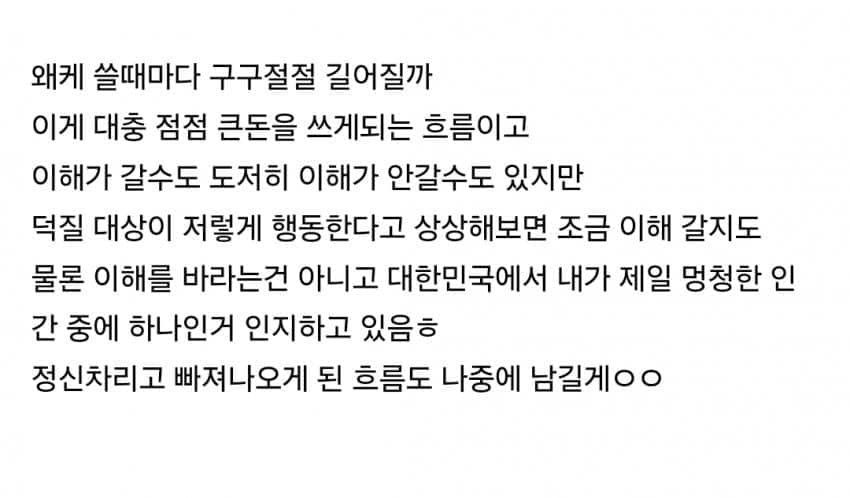 왜케 쓸때마다 구구절절 길어질까
이게 대충 점점 큰돈을 쓰게되는 흐름이고
이해가 갈수도 도저히 이해가 안갈수도 있지만
덕질 대상이 저렇게 행동한다고 상상해보면 조금 이해 갈지도
물론 이해를 바라는건 아니고 대한민국에서 내가 제일 멍청한 인
간 중에 하나인거 인지하고 있음ㅎ
정신차리고 빠져나오게 된 흐름도 나중에 남길게ㅇㅇ